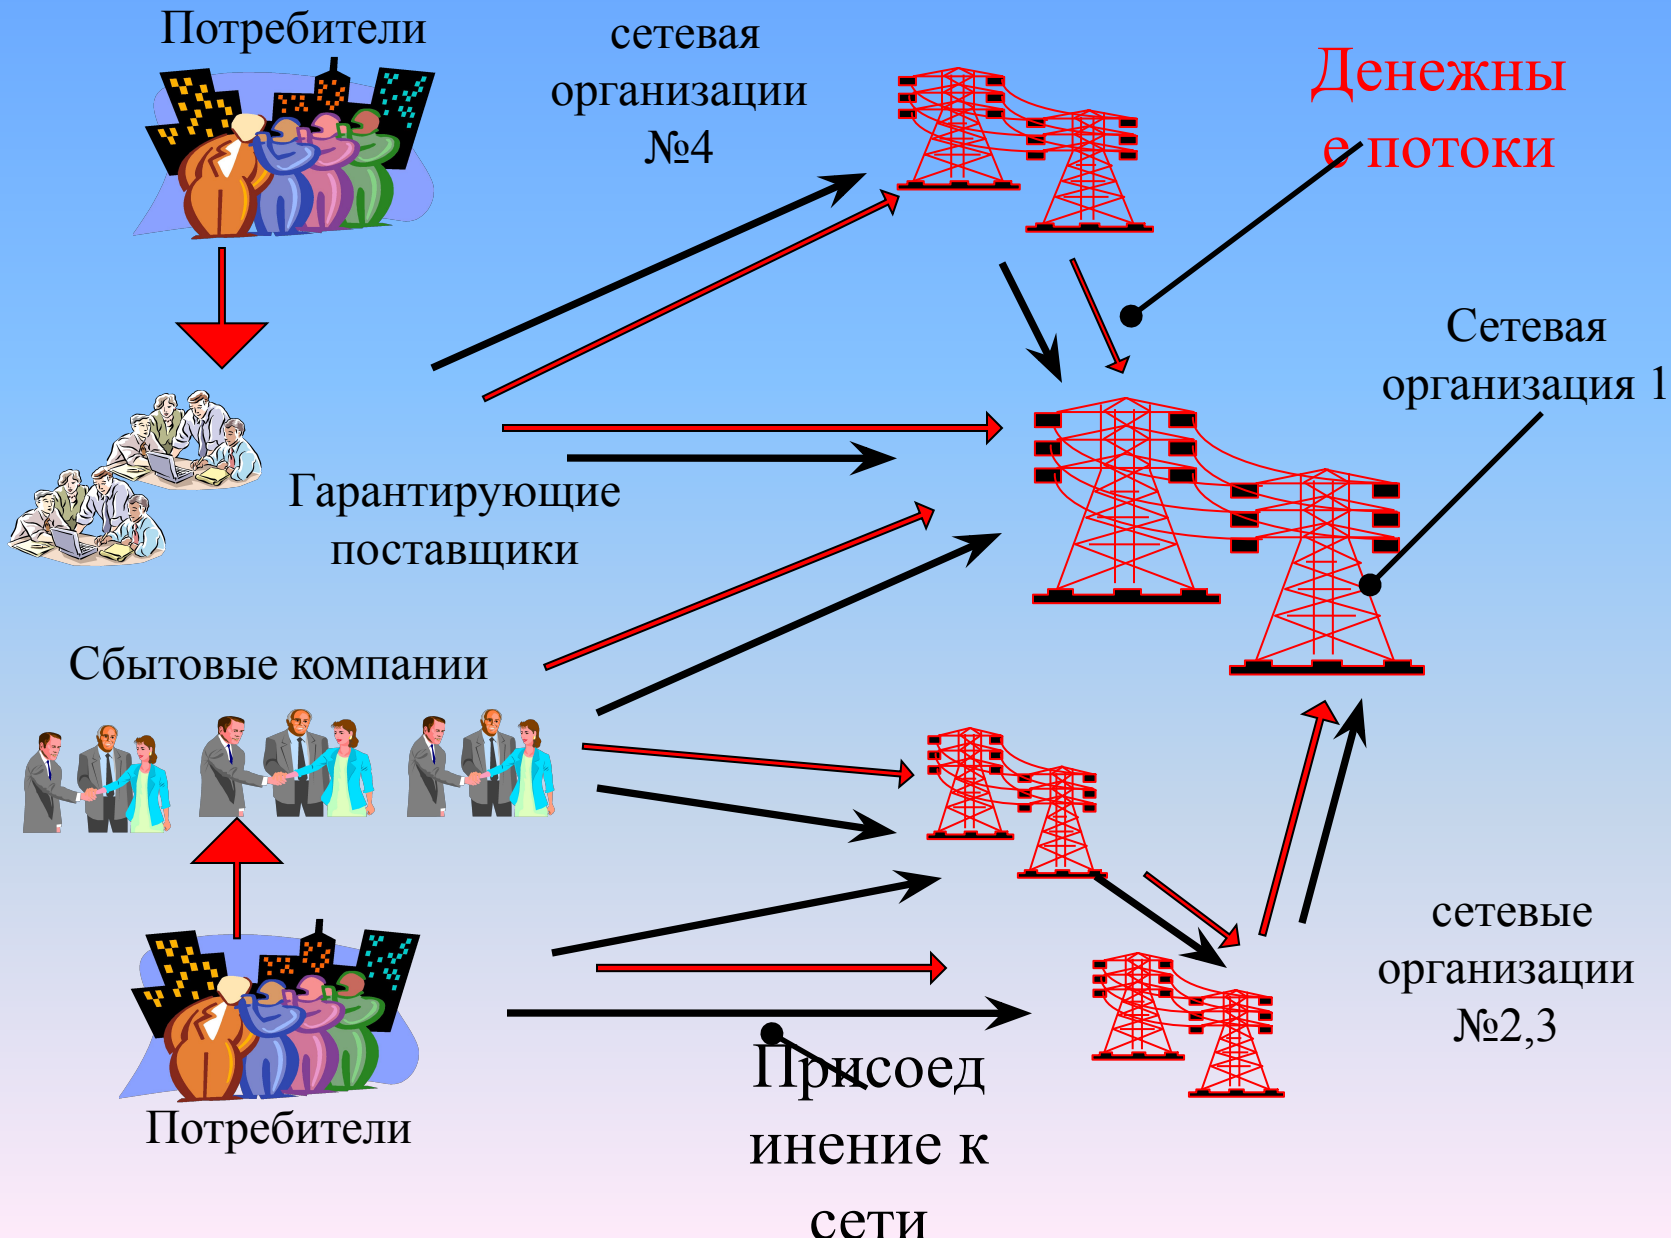 Потребители
сетевая
организации
№4
Денежны
е потоки
Сетевая
организация 1
Гарантирующие
поставщики
Сбытовые компании
сетевые
организации
№2,3
Присоед
инение к
сети
Потребители